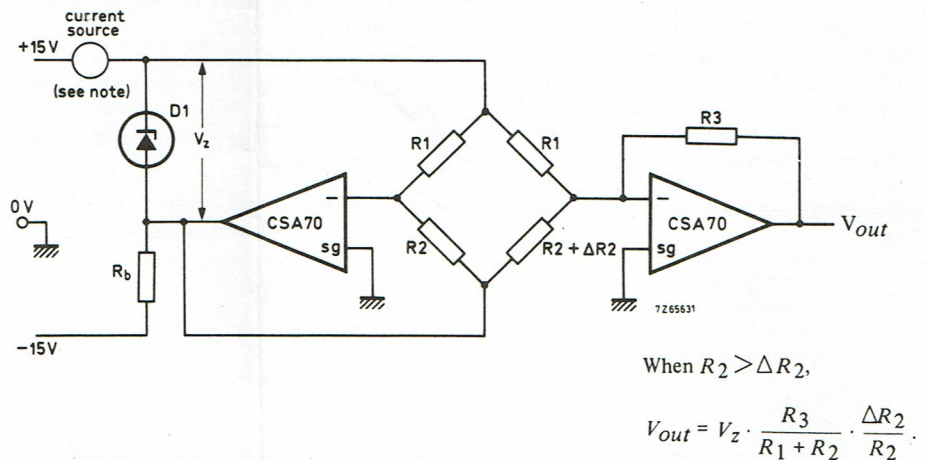 current
source
+15V
(see note)
D1
Vz
R1
R1
R3
0V
CSA70
−
sg
R2
R2 + ΔR2
−
CSA70
sg
Vout
Rb
7Z65631
−15V
When R2 > ΔR2,
Vout = Vz · R3 / (R1 + R2) · ΔR2 / R2 .